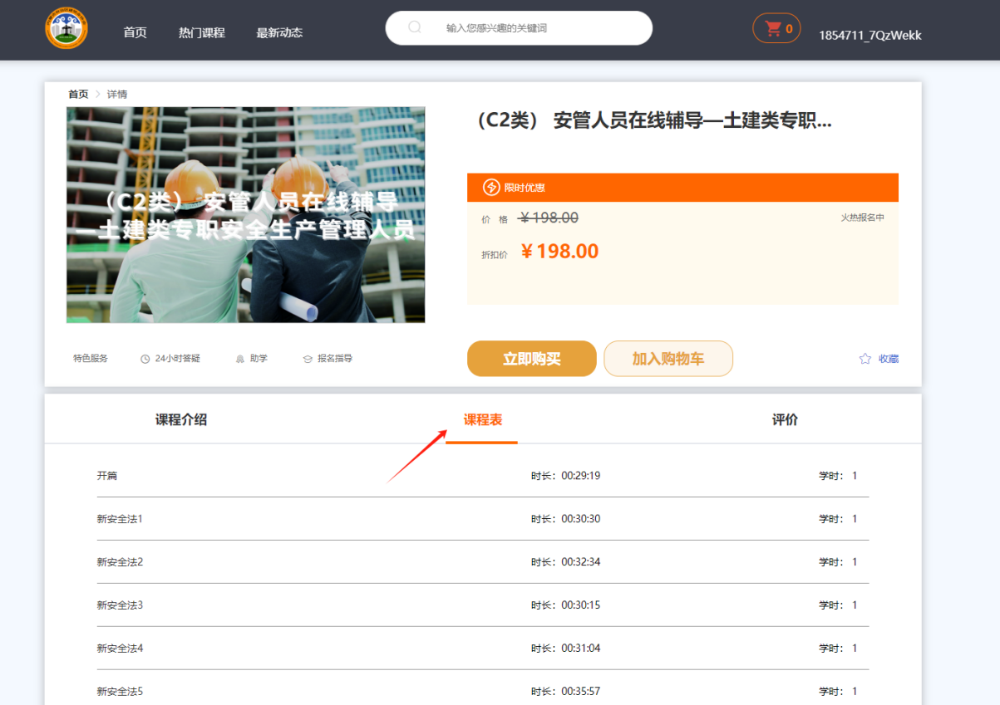 首页 热门课程 最新动态 输入您感兴趣的关键词 0 1854711_7QzWekk
首页 > 详情
（C2类） 安管人员在线辅导
—土建类专职安全生产管理人员
特色服务 24小时答疑 助学 报名指导
（C2类） 安管人员在线辅导—土建类专职...
限时优惠
价 格 ¥198.00 火热报名中
折扣价 ¥198.00
立即购买 加入购物车 收藏
课程介绍 课程表 评价
开篇 时长：00:29:19 学时： 1
新安全法1 时长：00:30:30 学时： 1
新安全法2 时长：00:32:34 学时： 1
新安全法3 时长：00:30:15 学时： 1
新安全法4 时长：00:31:04 学时： 1
新安全法5 时长：00:35:57 学时： 1